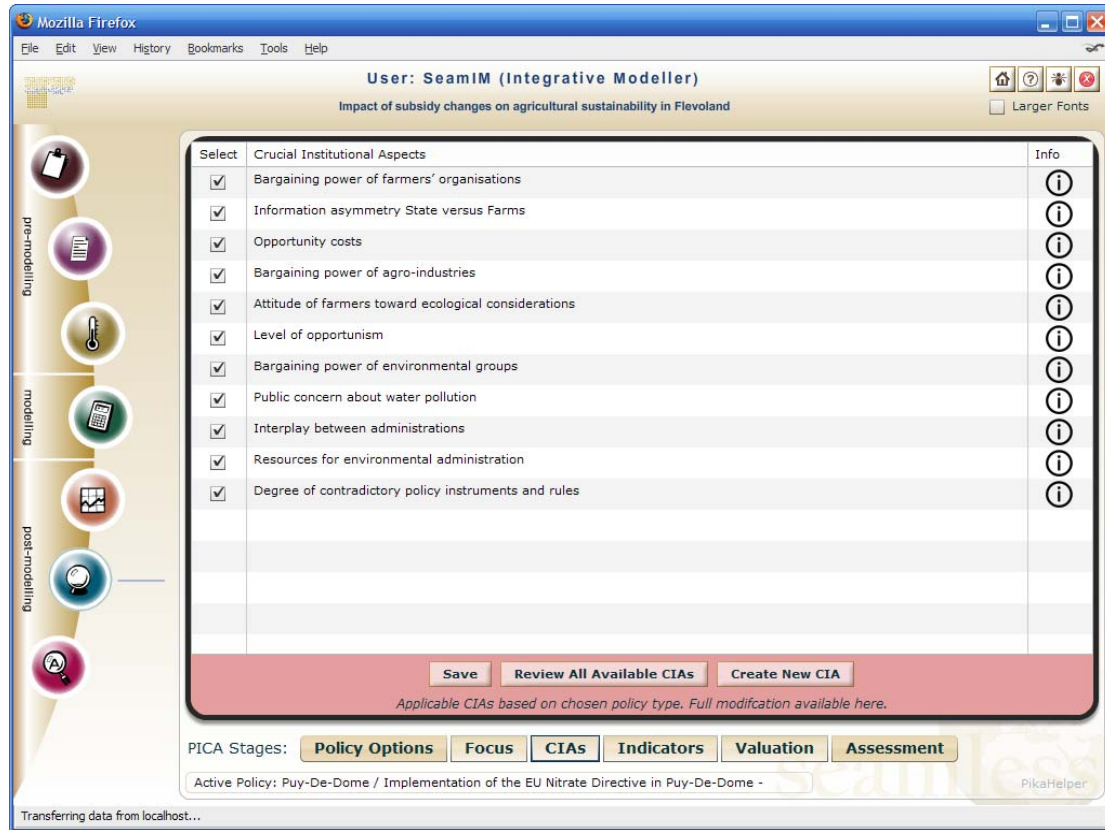 Mozilla Firefox
File Edit View History Bookmarks Tools Help
User: SeamIM (Integrative Modeller)
Impact of subsidy changes on agricultural sustainability in Flevoland
Larger Fonts
pre-modelling
modelling
post-modelling
Select Crucial Institutional Aspects Info
Bargaining power of farmers' organisations
Information asymmetry State versus Farms
Opportunity costs
Bargaining power of agro-industries
Attitude of farmers toward ecological considerations
Level of opportunism
Bargaining power of environmental groups
Public concern about water pollution
Interplay between administrations
Resources for environmental administration
Degree of contradictory policy instruments and rules
Save Review All Available CIAs Create New CIA
Applicable CIAs based on chosen policy type. Full modifcation available here.
PICA Stages: Policy Options Focus CIAs Indicators Valuation Assessment
Active Policy: Puy-De-Dome / Implementation of the EU Nitrate Directive in Puy-De-Dome -
seamless
PikaHelper
Transferring data from localhost...